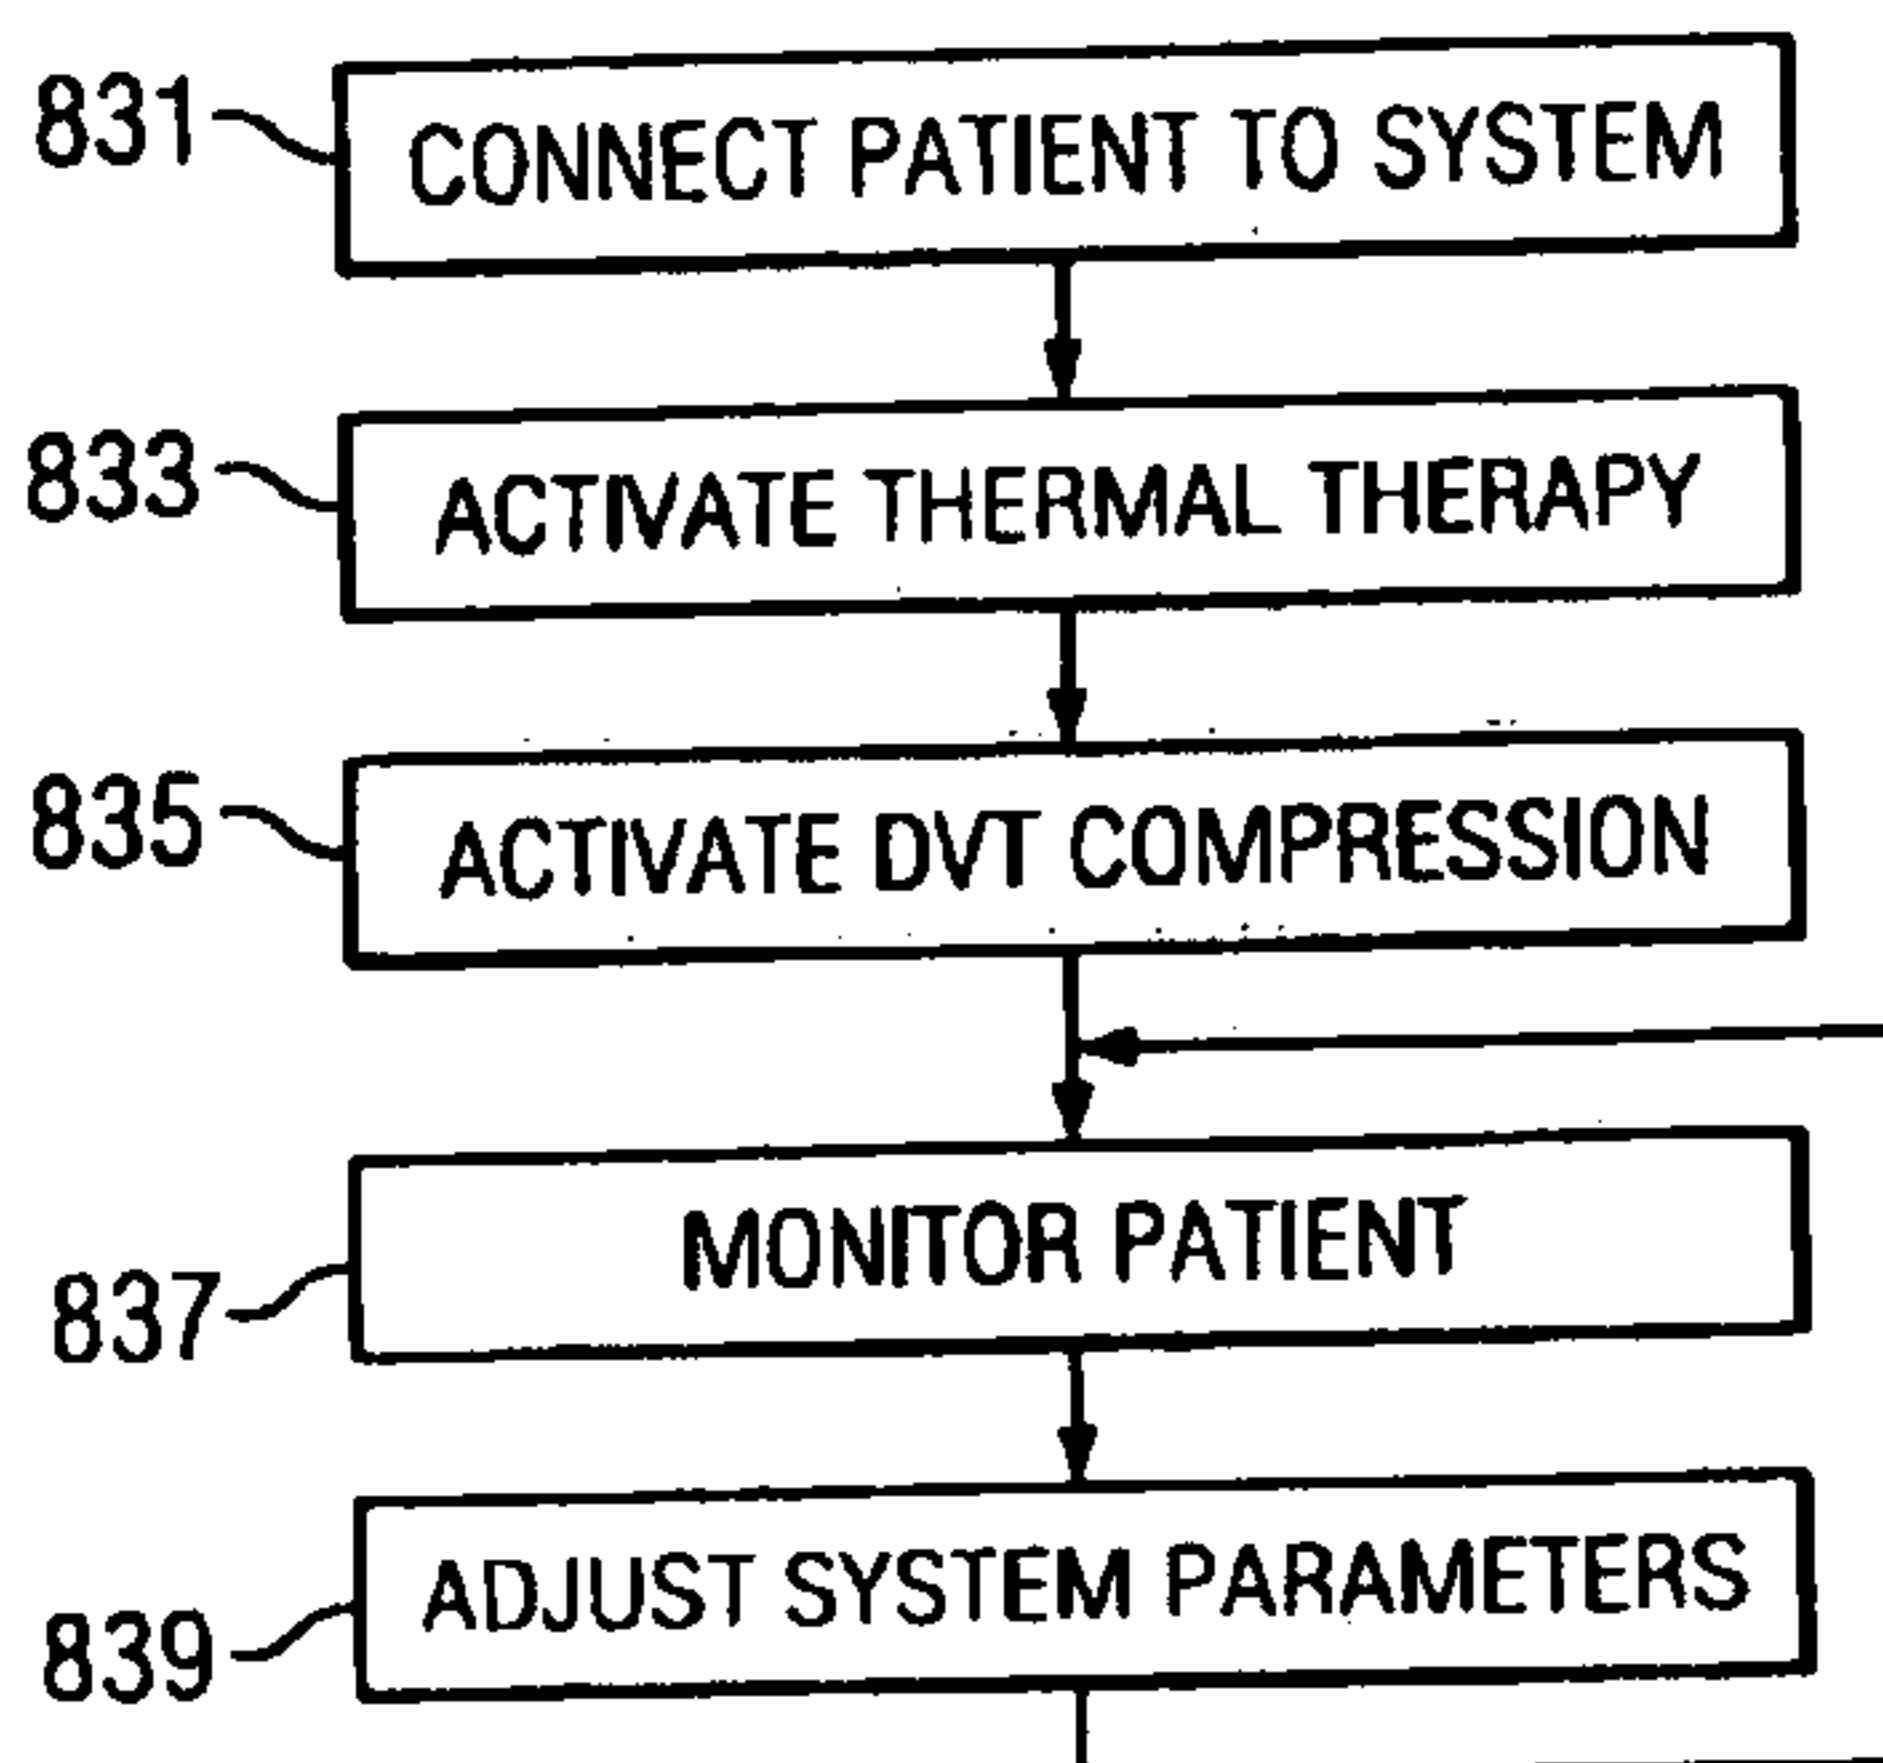 831 CONNECT PATIENT TO SYSTEM
833 ACTIVATE THERMAL THERAPY
835 ACTIVATE DVT COMPRESSION
837 MONITOR PATIENT
839 ADJUST SYSTEM PARAMETERS